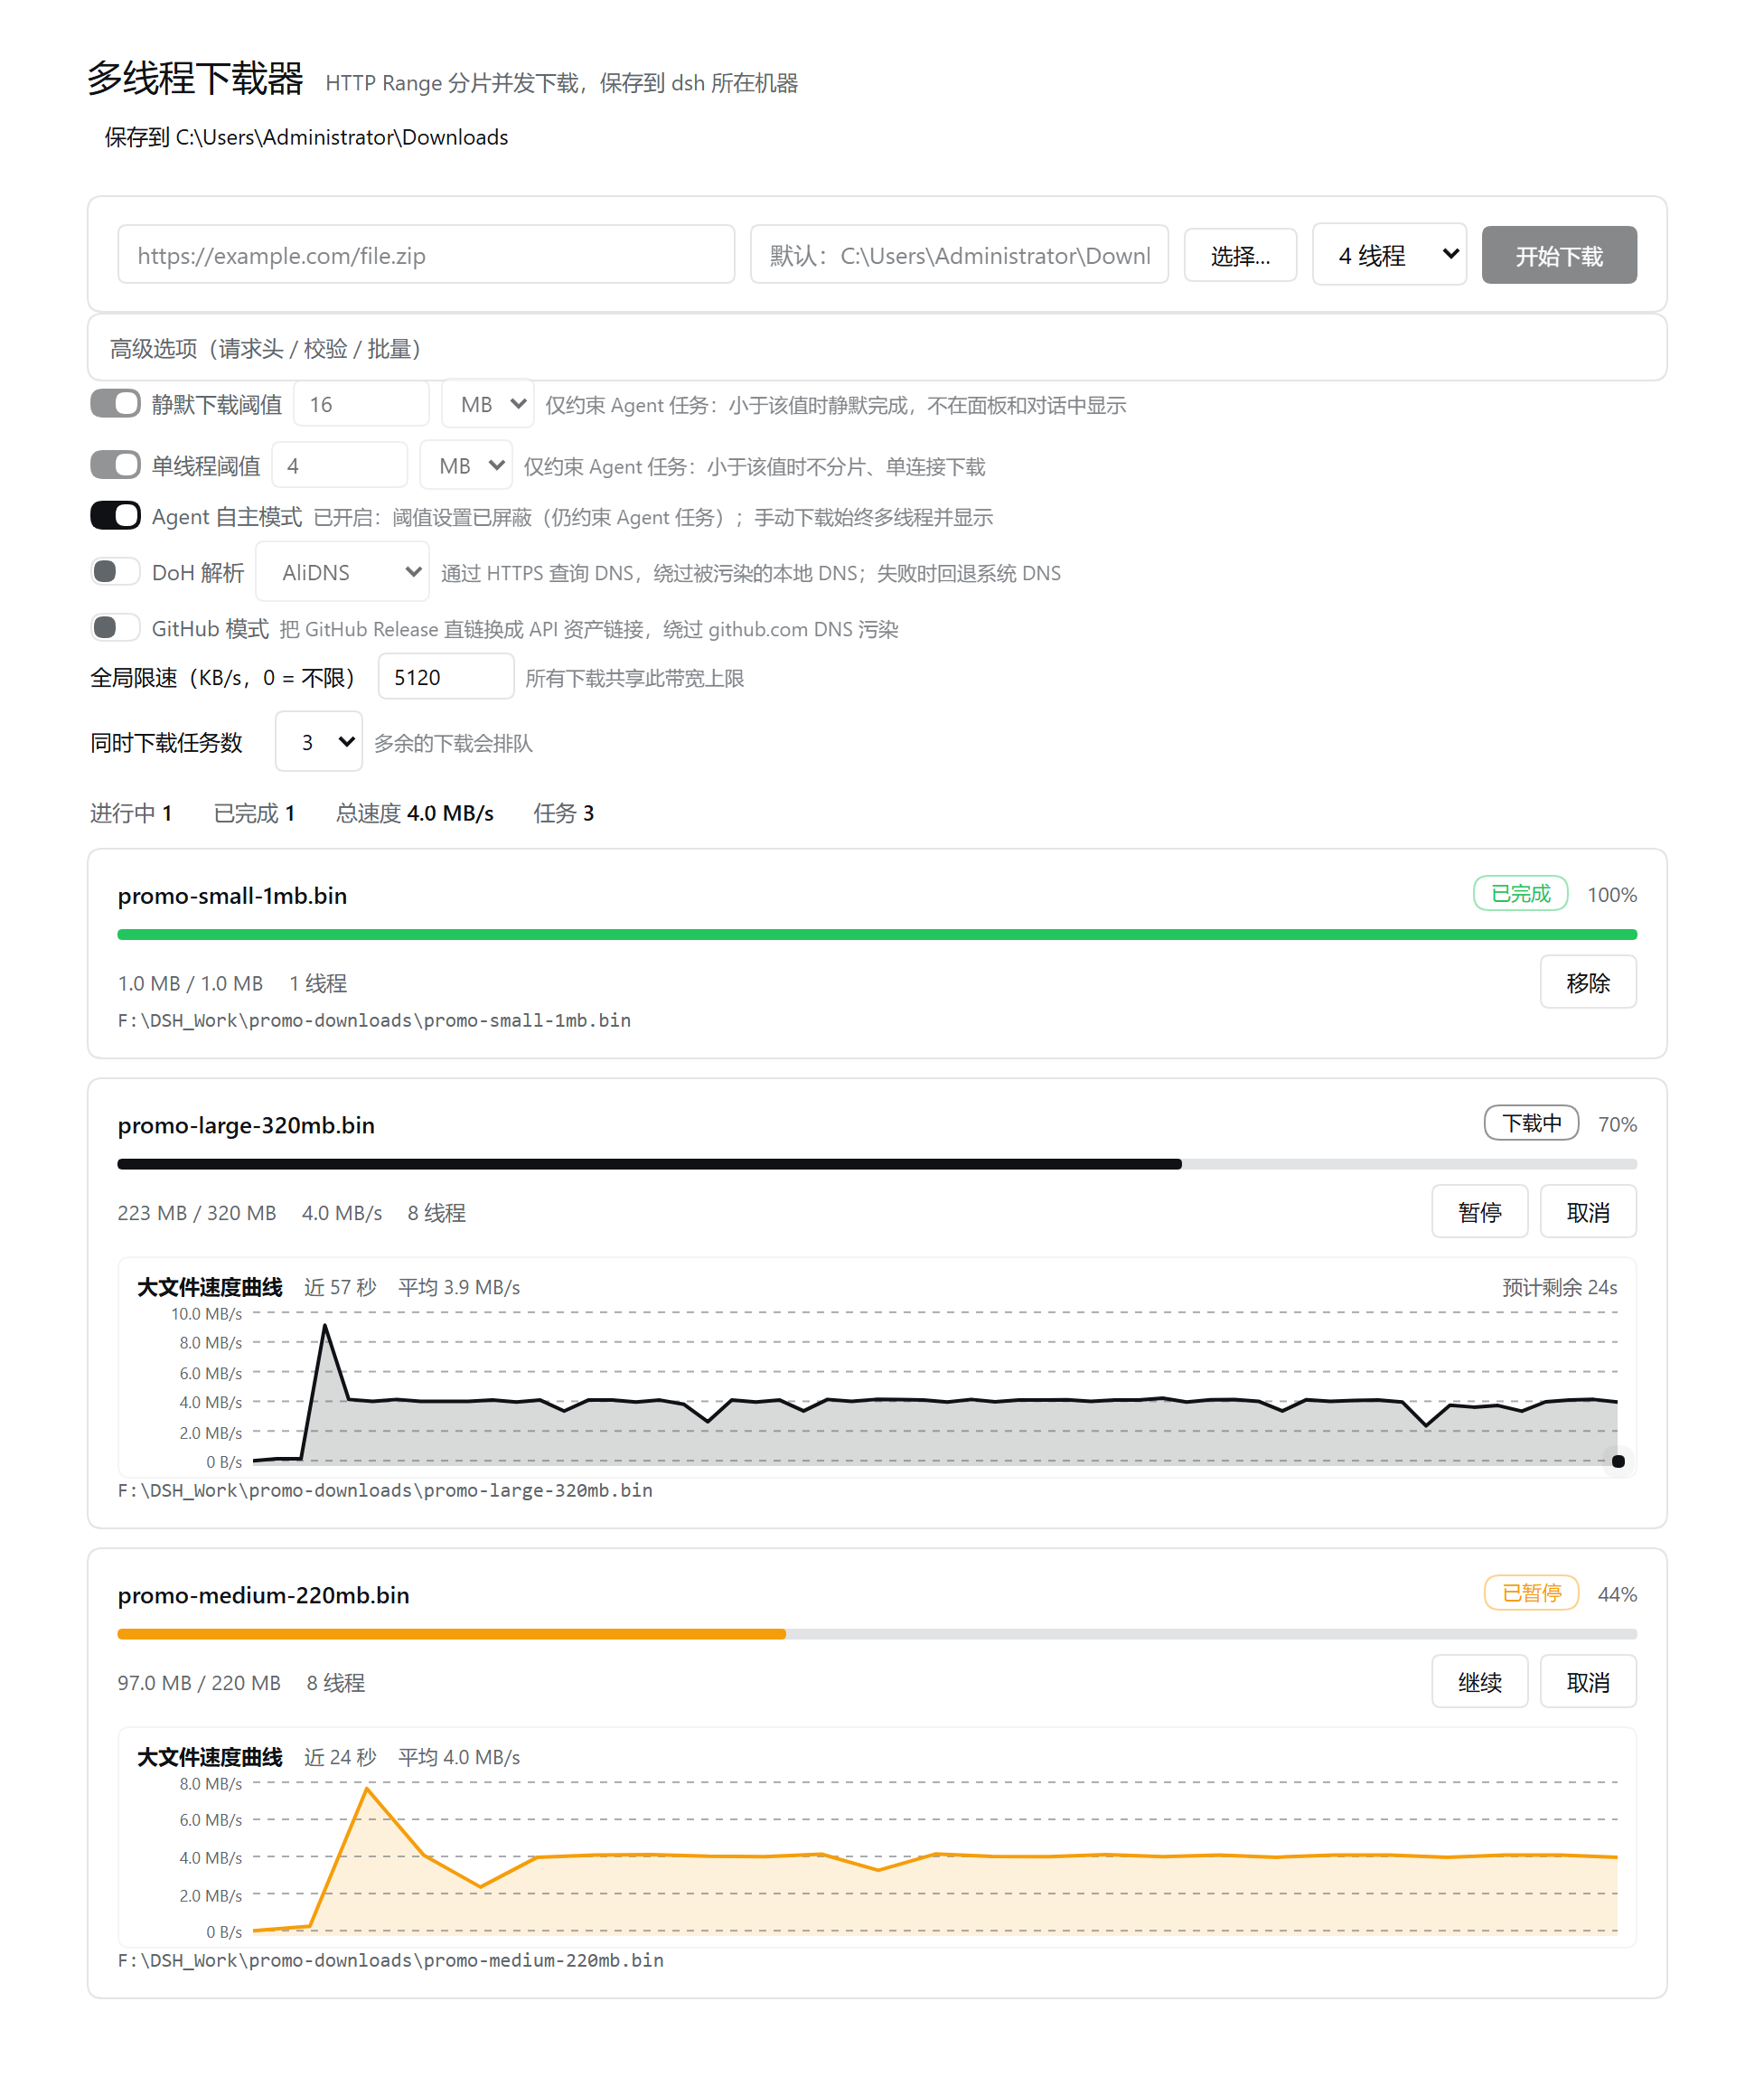 多线程下载器 HTTP Range 分片并发下载，保存到 dsh 所在机器
保存到 C:\Users\Administrator\Downloads
https://example.com/file.zip 默认：C:\Users\Administrator\Downl 选择... 4 线程 开始下载
高级选项（请求头 / 校验 / 批量）
静默下载阈值 16 MB 仅约束 Agent 任务：小于该值时静默完成，不在面板和对话中显示
单线程阈值 4 MB 仅约束 Agent 任务：小于该值时不分片、单连接下载
Agent 自主模式 已开启：阈值设置已屏蔽（仍约束 Agent 任务）；手动下载始终多线程并显示
DoH 解析 AliDNS 通过 HTTPS 查询 DNS，绕过被污染的本地 DNS；失败时回退系统 DNS
GitHub 模式 把 GitHub Release 直链换成 API 资产链接，绕过 github.com DNS 污染
全局限速（KB/s，0 = 不限） 5120 所有下载共享此带宽上限
同时下载任务数 3 多余的下载会排队
进行中 1 已完成 1 总速度 4.0 MB/s 任务 3
promo-small-1mb.bin 已完成 100%
1.0 MB / 1.0 MB 1 线程 移除
F:\DSH_Work\promo-downloads\promo-small-1mb.bin
promo-large-320mb.bin 下载中 70%
223 MB / 320 MB 4.0 MB/s 8 线程 暂停 取消
大文件速度曲线 近 57 秒 平均 3.9 MB/s 预计剩余 24s
10.0 MB/s
8.0 MB/s
6.0 MB/s
4.0 MB/s
2.0 MB/s
0 B/s
F:\DSH_Work\promo-downloads\promo-large-320mb.bin
promo-medium-220mb.bin 已暂停 44%
97.0 MB / 220 MB 8 线程 继续 取消
大文件速度曲线 近 24 秒 平均 4.0 MB/s
8.0 MB/s
6.0 MB/s
4.0 MB/s
2.0 MB/s
0 B/s
F:\DSH_Work\promo-downloads\promo-medium-220mb.bin